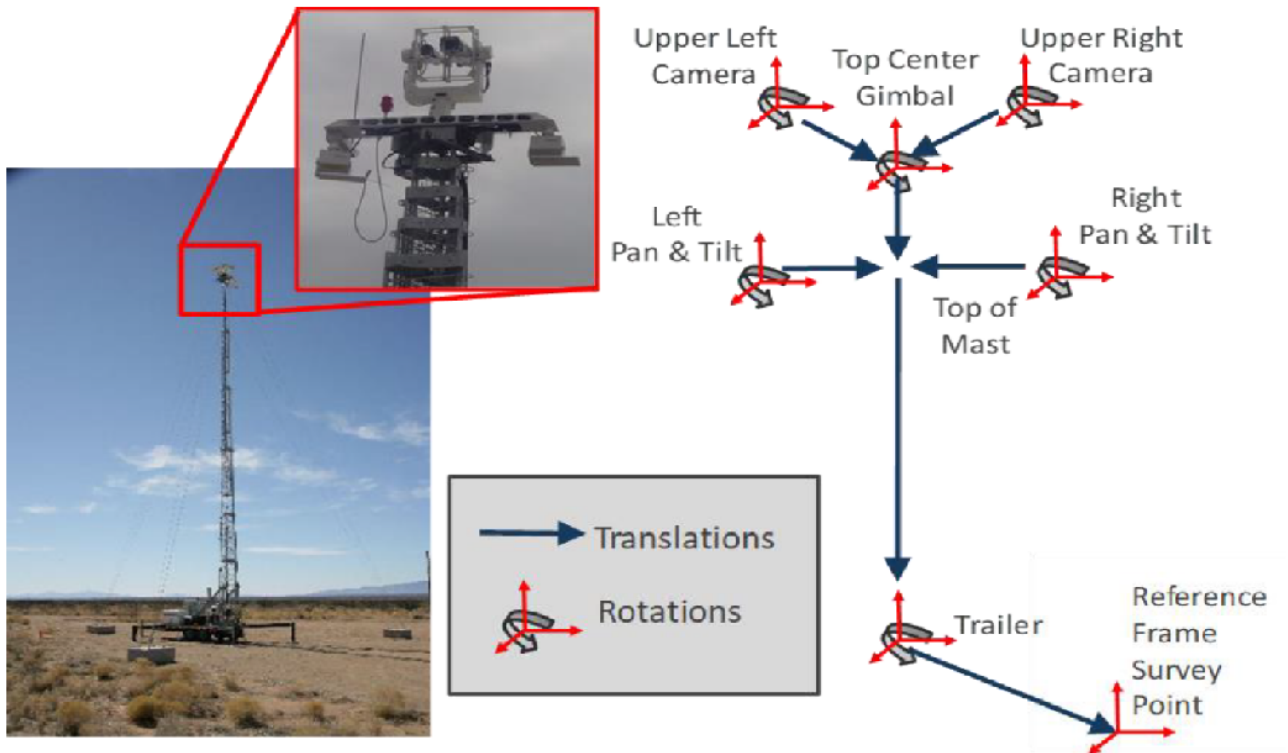 Upper Left
Camera
Top Center
Gimbal
Upper Right
Camera
Left
Pan & Tilt
Right
Pan & Tilt
Top of
Mast
Translations
Rotations
Trailer
Reference
Frame
Survey
Point